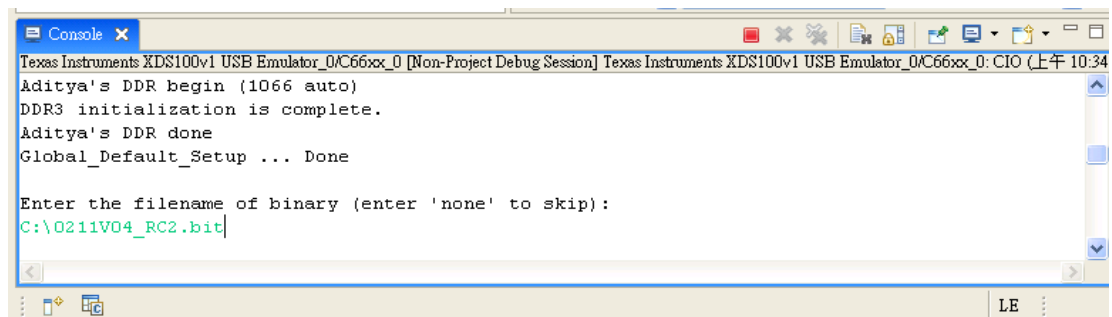 Console
Texas Instruments XDS100v1 USB Emulator_0/C66xx_0 [Non-Project Debug Session] Texas Instruments XDS100v1 USB Emulator_0/C66xx_0: CIO (上午 10:34
Aditya's DDR begin (1066 auto)
DDR3 initialization is complete.
Aditya's DDR done
Global_Default_Setup ... Done
Enter the filename of binary (enter 'none' to skip):
C:\0211V04_RC2.bit
LE